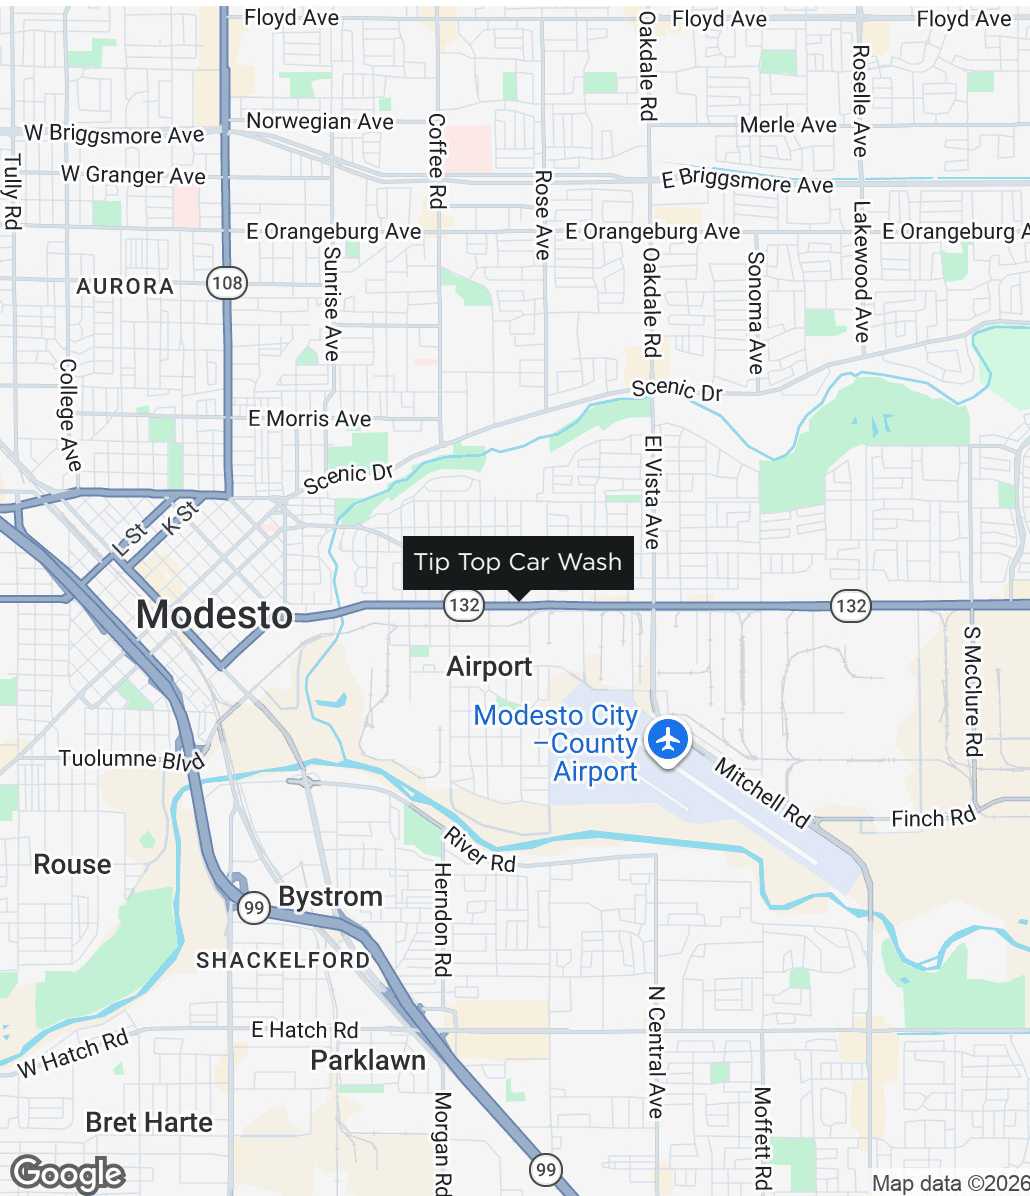 Floyd Ave
Floyd Ave
Floyd Ave
Oakdale Rd
Roselle Ave
Norwegian Ave
Coffee Rd
Merle Ave
W Briggsmore Ave
Tully Rd
W Granger Ave
Rose Ave
E Briggsmore Ave
E Orangeburg Ave
E Orangeburg Ave
Lakewood Ave
E Orangeburg A
AURORA
108
Sunrise Ave
Oakdale Rd
Sonoma Ave
College Ave
Scenic Dr
E Morris Ave
Scenic Dr
El Vista Ave
L St
K St
Tip Top Car Wash
Modesto
132
132
Airport
S McClure Rd
Modesto City
–County
Airport
Tuolumne Blvd
Mitchell Rd
Finch Rd
River Rd
Rouse
Bystrom
Herndon Rd
99
SHACKELFORD
N Central Ave
E Hatch Rd
W Hatch Rd
Parklawn
Bret Harte
Morgan Rd
Moffett Rd
99
Google
Map data ©2026